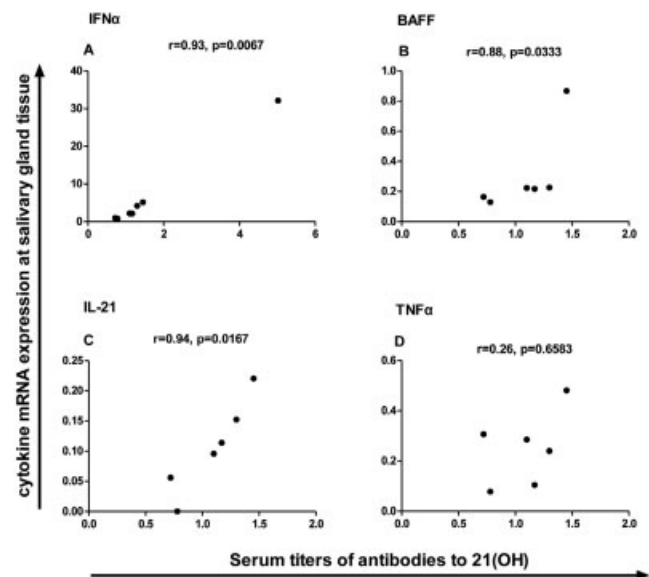 IFNα
A
r=0.93, p=0.0067
40
30
20
10
0
0 2 4 6
BAFF
B
r=0.88, p=0.0333
1.0
0.8
0.6
0.4
0.2
0.0
0.0 0.5 1.0 1.5 2.0
IL-21
C
r=0.94, p=0.0167
0.25
0.20
0.15
0.10
0.05
0.00
0.0 0.5 1.0 1.5 2.0
TNFα
D
r=0.26, p=0.6583
0.6
0.4
0.2
0.0
0.0 0.5 1.0 1.5 2.0
cytokine mRNA expression at salivary gland tissue
Serum titers of antibodies to 21(OH)